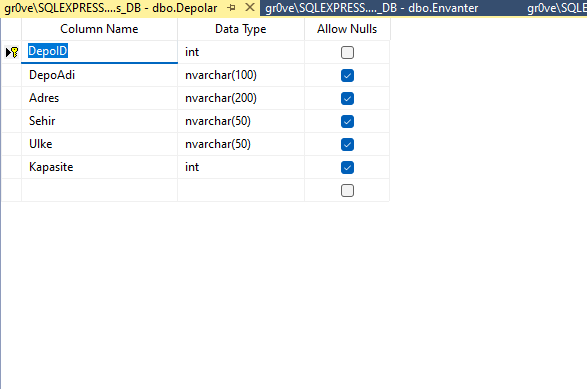 gr0ve\SQLEXPRESS....s_DB - dbo.Depolar gr0ve\SQLEXPRESS...._DB - dbo.Envanter gr0ve\SQLE
Column Name Data Type Allow Nulls
DepoID int
DepoAdi nvarchar(100)
Adres nvarchar(200)
Sehir nvarchar(50)
Ulke nvarchar(50)
Kapasite int